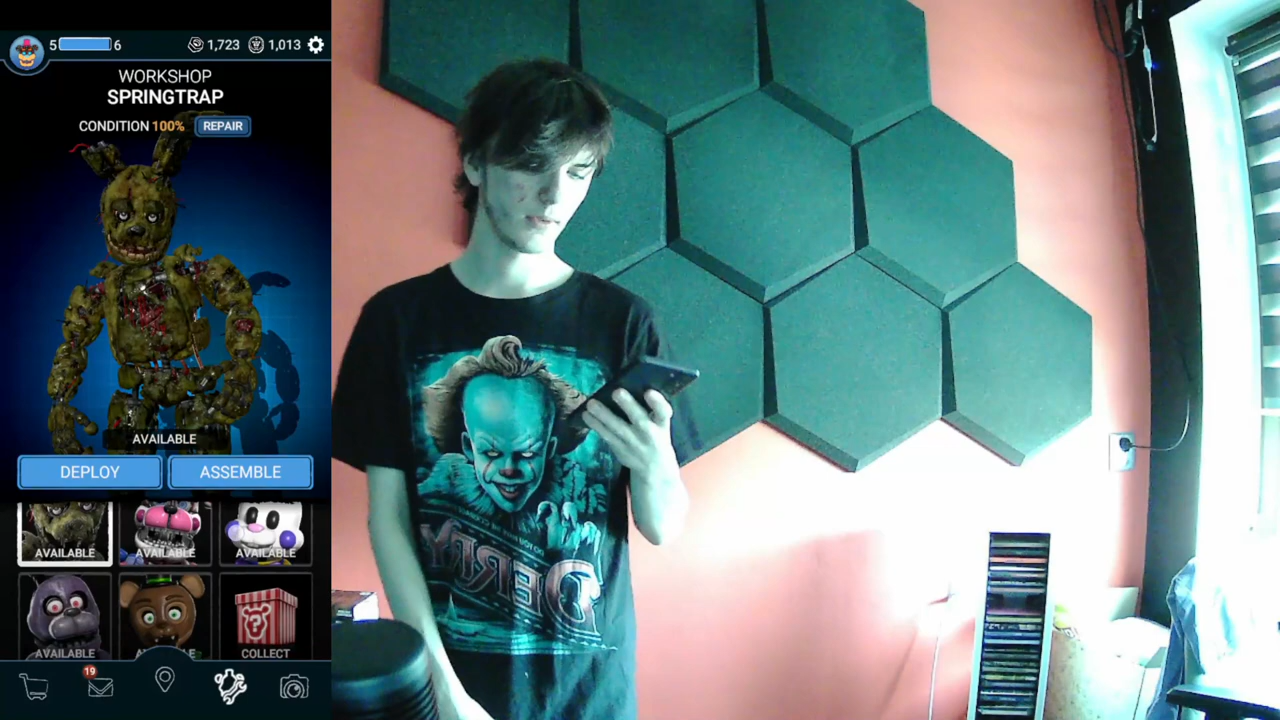 5 6 1,723 1,013
WORKSHOP
SPRINGTRAP
CONDITION 100% REPAIR
AVAILABLE
DEPLOY ASSEMBLE
AVAILABLE AVAILABLE AVAILABLE
AVAILABLE COLLECT
19
DERRY